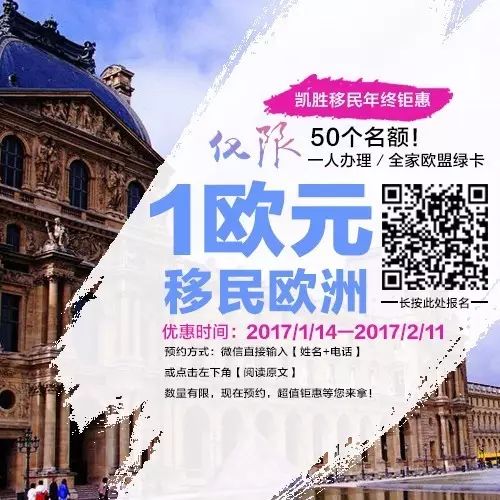 凯胜移民年终钜惠
仅限 50个名额！
一人办理／全家欧盟绿卡
1欧元
移民欧洲
长按此处报名
优惠时间：2017/1/14—2017/2/11
预约方式：微信直接输入【姓名+电话】
或点击左下角【阅读原文】
数量有限，现在预约，超值钜惠等您来拿！